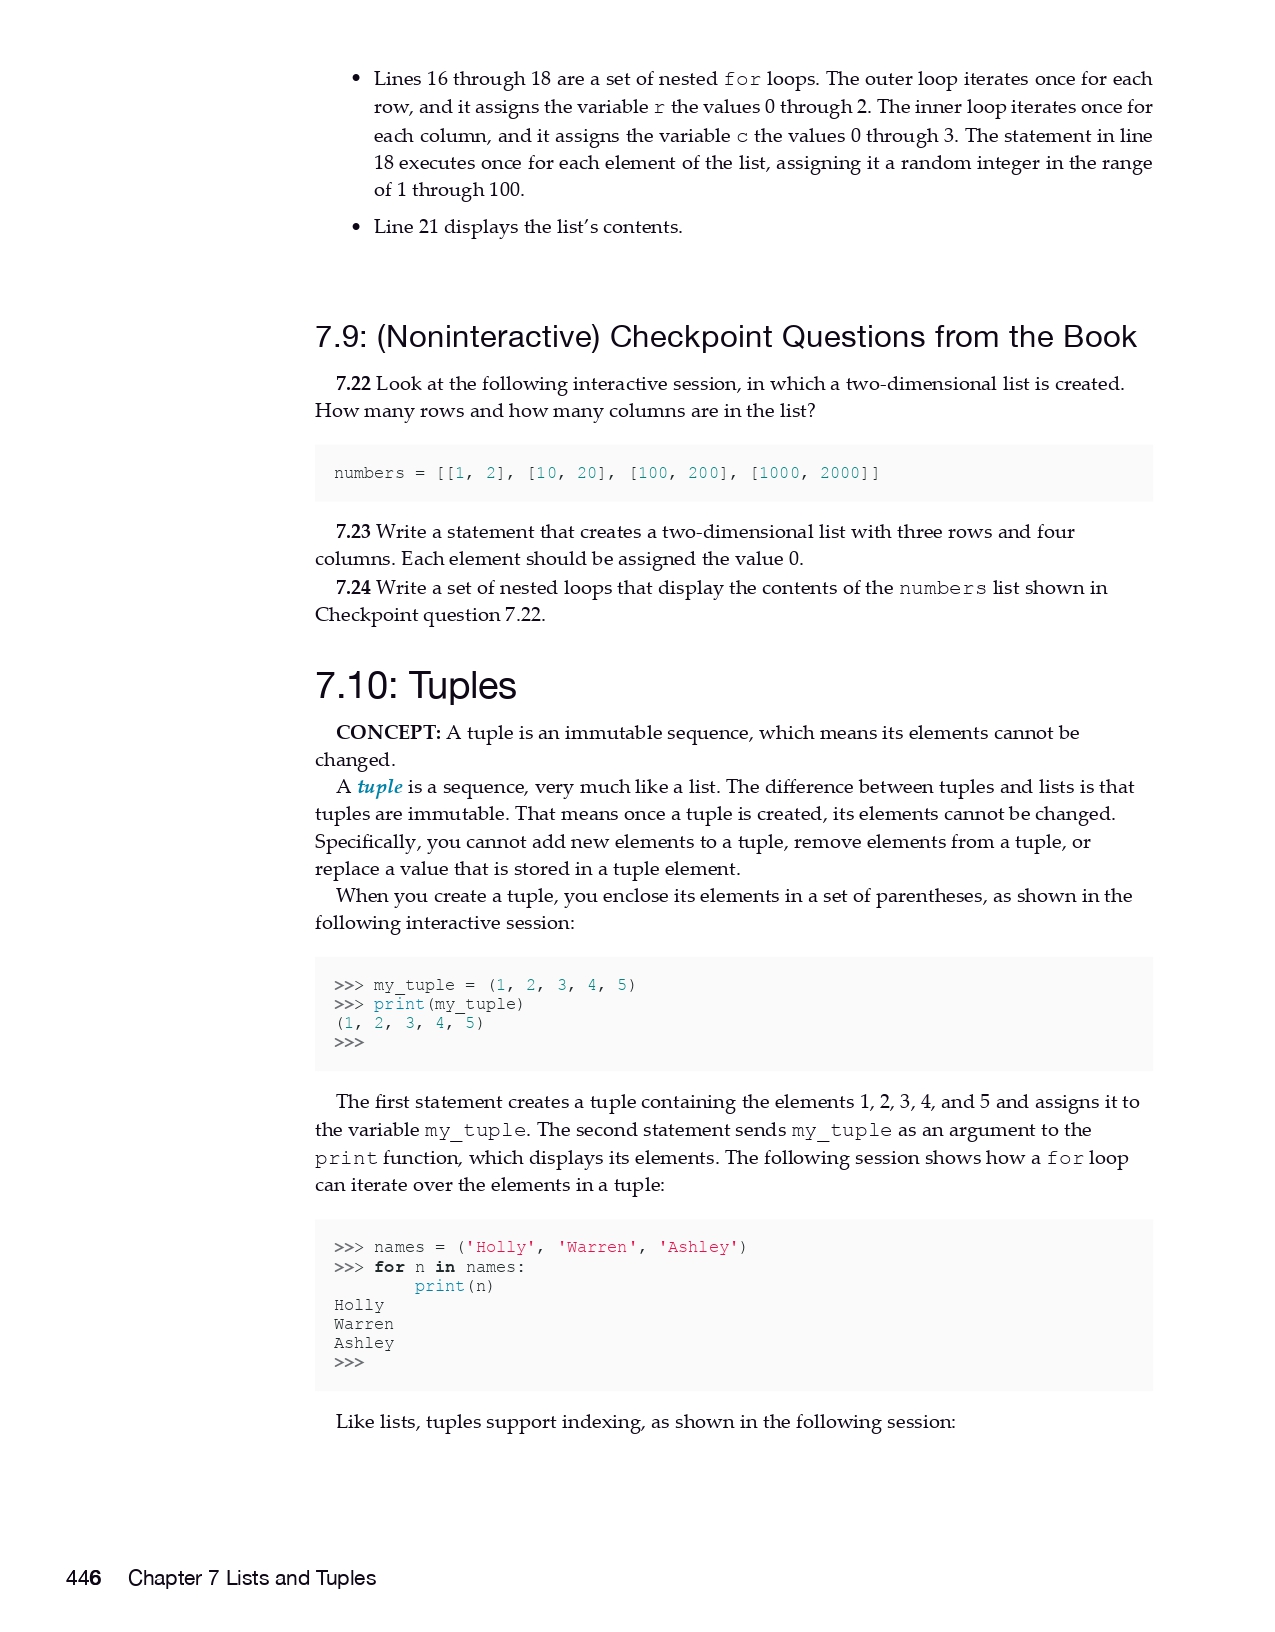 • Lines 16 through 18 are a set of nested for loops. The outer loop iterates once for each
row, and it assigns the variable r the values 0 through 2. The inner loop iterates once for
each column, and it assigns the variable c the values 0 through 3. The statement in line
18 executes once for each element of the list, assigning it a random integer in the range
of 1 through 100.
• Line 21 displays the list’s contents.
7.9: (Noninteractive) Checkpoint Questions from the Book
7.22 Look at the following interactive session, in which a two-dimensional list is created.
How many rows and how many columns are in the list?
numbers = [[1, 2], [10, 20], [100, 200], [1000, 2000]]
7.23 Write a statement that creates a two-dimensional list with three rows and four
columns. Each element should be assigned the value 0.
7.24 Write a set of nested loops that display the contents of the numbers list shown in
Checkpoint question 7.22.
7.10: Tuples
CONCEPT: A tuple is an immutable sequence, which means its elements cannot be
changed.
A tuple is a sequence, very much like a list. The difference between tuples and lists is that
tuples are immutable. That means once a tuple is created, its elements cannot be changed.
Specifically, you cannot add new elements to a tuple, remove elements from a tuple, or
replace a value that is stored in a tuple element.
When you create a tuple, you enclose its elements in a set of parentheses, as shown in the
following interactive session:
>>> my_tuple = (1, 2, 3, 4, 5)
>>> print(my_tuple)
(1, 2, 3, 4, 5)
>>>
The first statement creates a tuple containing the elements 1, 2, 3, 4, and 5 and assigns it to
the variable my_tuple. The second statement sends my_tuple as an argument to the
print function, which displays its elements. The following session shows how a for loop
can iterate over the elements in a tuple:
>>> names = ('Holly', 'Warren', 'Ashley')
>>> for n in names:
        print(n)
Holly
Warren
Ashley
>>>
Like lists, tuples support indexing, as shown in the following session:
446 Chapter 7 Lists and Tuples